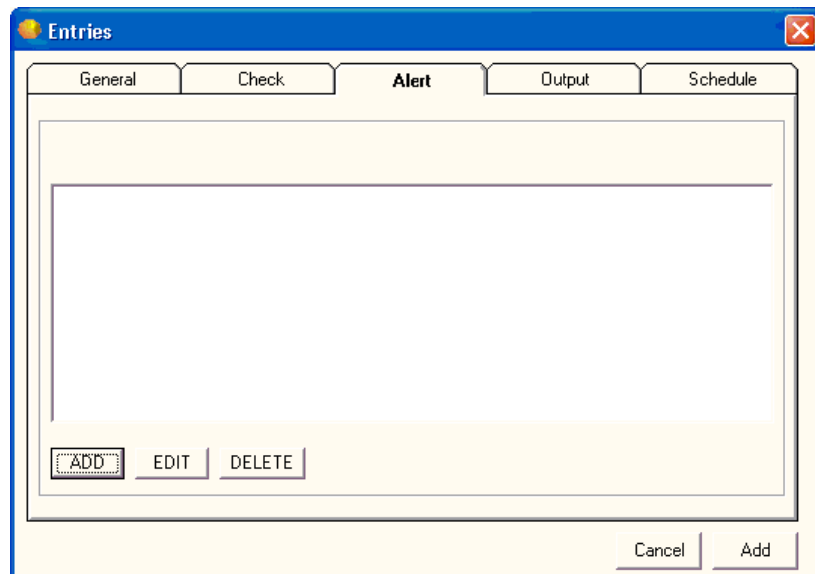 Entries
General Check Alert Output Schedule
ADD EDIT DELETE
Cancel Add